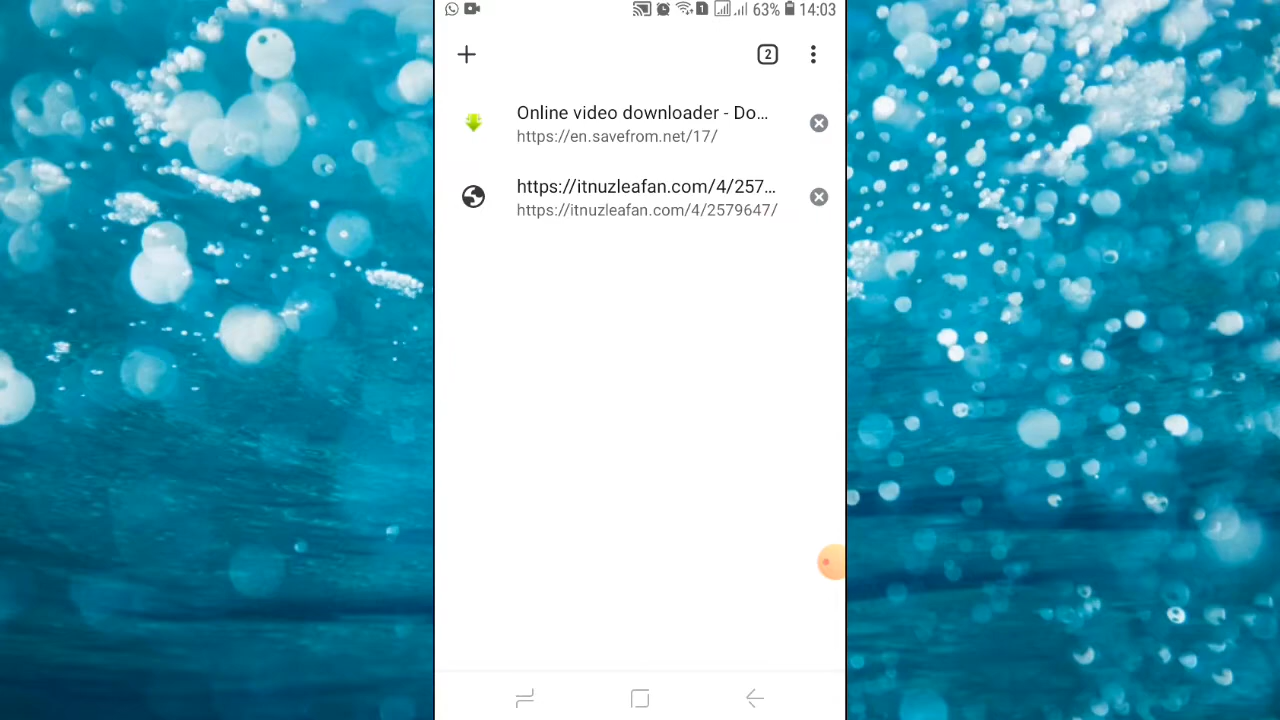 1 63% 14:03
2
Online video downloader - Do...
https://en.savefrom.net/17/
https://itnuzleafan.com/4/257...
https://itnuzleafan.com/4/2579647/